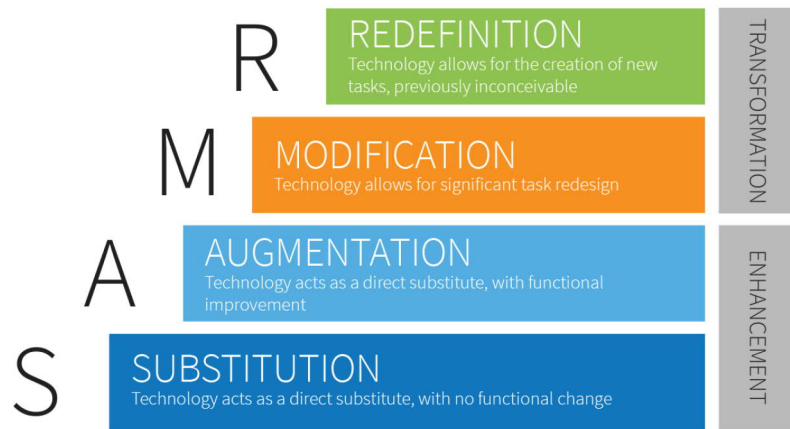 R
REDEFINITION
Technology allows for the creation of new
tasks, previously inconceivable
TRANSFORMATION
M
MODIFICATION
Technology allows for significant task redesign
A
AUGMENTATION
Technology acts as a direct substitute, with functional
improvement
ENHANCEMENT
S
SUBSTITUTION
Technology acts as a direct substitute, with no functional change